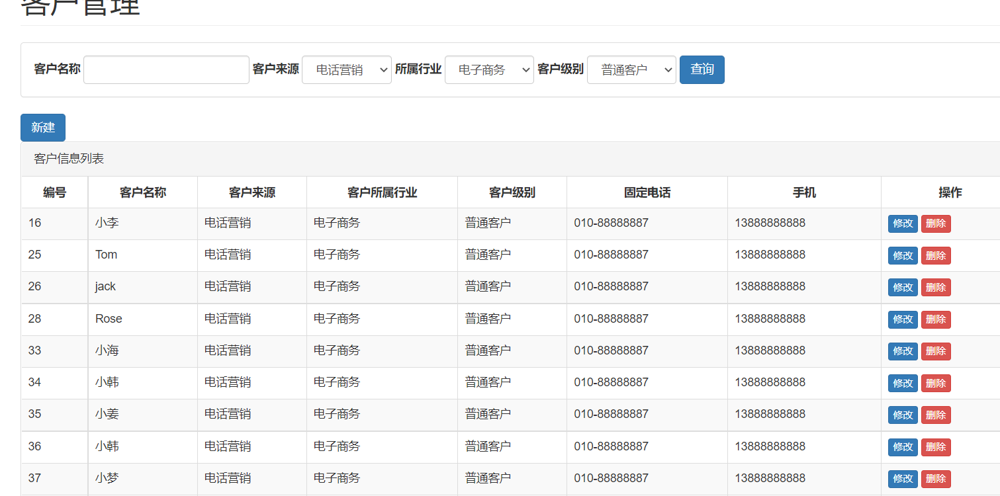 客户管理
客户名称 客户来源 电话营销 所属行业 电子商务 客户级别 普通客户 查询
新建
客户信息列表
编号 客户名称 客户来源 客户所属行业 客户级别 固定电话 手机 操作
16 小李 电话营销 电子商务 普通客户 010-88888887 13888888888 修改 删除
25 Tom 电话营销 电子商务 普通客户 010-88888887 13888888888 修改 删除
26 jack 电话营销 电子商务 普通客户 010-88888887 13888888888 修改 删除
28 Rose 电话营销 电子商务 普通客户 010-88888887 13888888888 修改 删除
33 小海 电话营销 电子商务 普通客户 010-88888887 13888888888 修改 删除
34 小韩 电话营销 电子商务 普通客户 010-88888887 13888888888 修改 删除
35 小姜 电话营销 电子商务 普通客户 010-88888887 13888888888 修改 删除
36 小韩 电话营销 电子商务 普通客户 010-88888887 13888888888 修改 删除
37 小梦 电话营销 电子商务 普通客户 010-88888887 13888888888 修改 删除